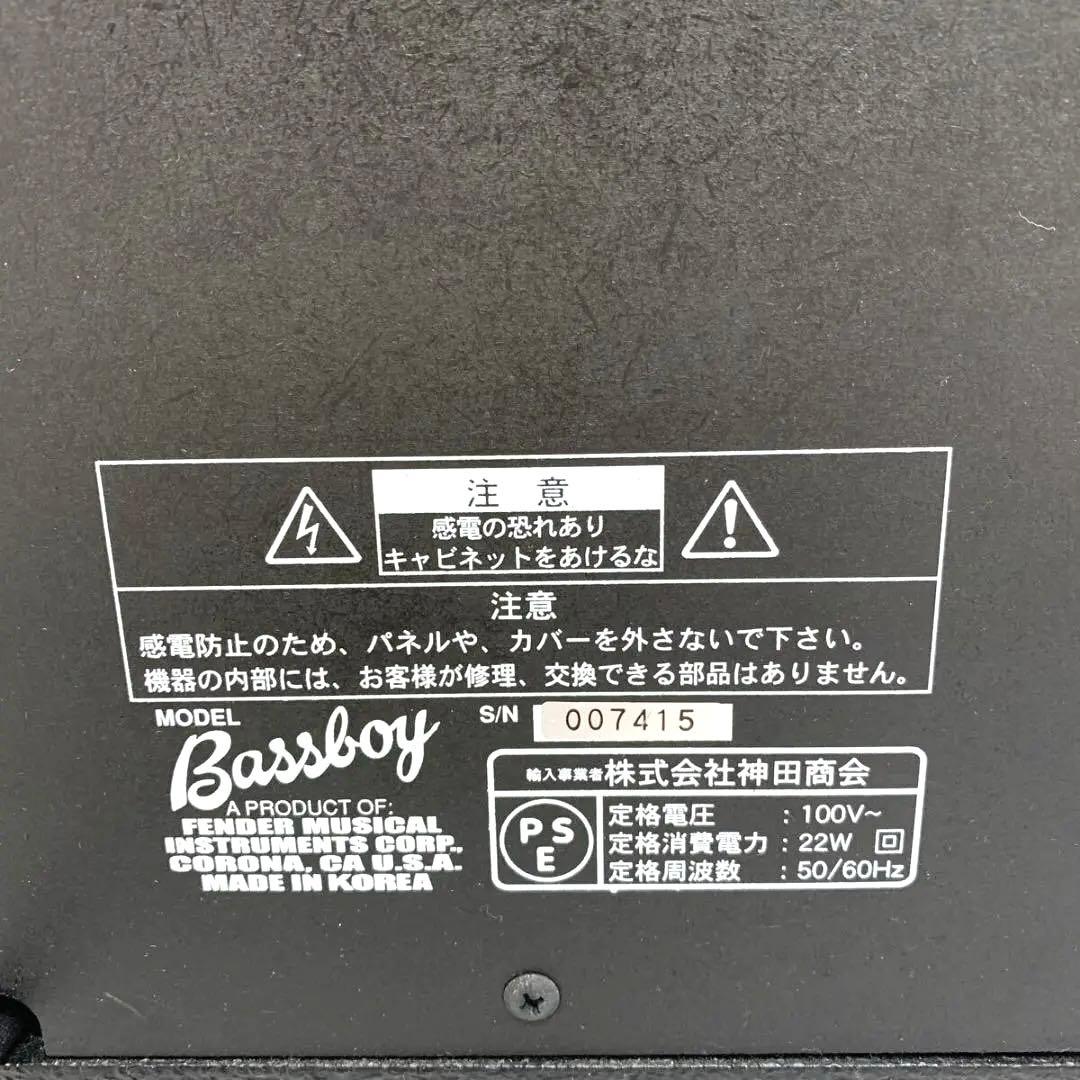 注 意
感電の恐れあり
キャビネットをあけるな
注意
感電防止のため、パネルや、カバーを外さないで下さい。
機器の内部には、お客様が修理、交換できる部品はありません。
MODEL
Bassboy
A PRODUCT OF:
FENDER MUSICAL
INSTRUMENTS CORP.,
CORONA, CA U.S.A.
MADE IN KOREA
S/N 007415
輸入事業者 株式会社神田商会
PSE
定格電圧 : 100V~
定格消費電力 : 22W
定格周波数 : 50/60Hz